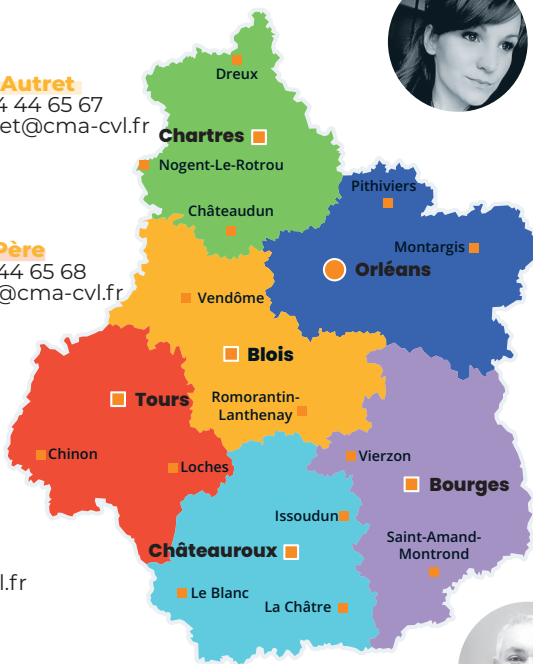 Autret
4 44 65 67
et@cma-cvl.fr
Père
44 65 68
@cma-cvl.fr
l.fr
Dreux
Chartres
Nogent-Le-Rotrou
Châteaudun
Pithiviers
Montargis
Orléans
Vendôme
Blois
Romorantin-
Lanthenay
Tours
Chinon
Loches
Vierzon
Bourges
Issoudun
Saint-Amand-
Montrond
Châteauroux
Le Blanc
La Châtre